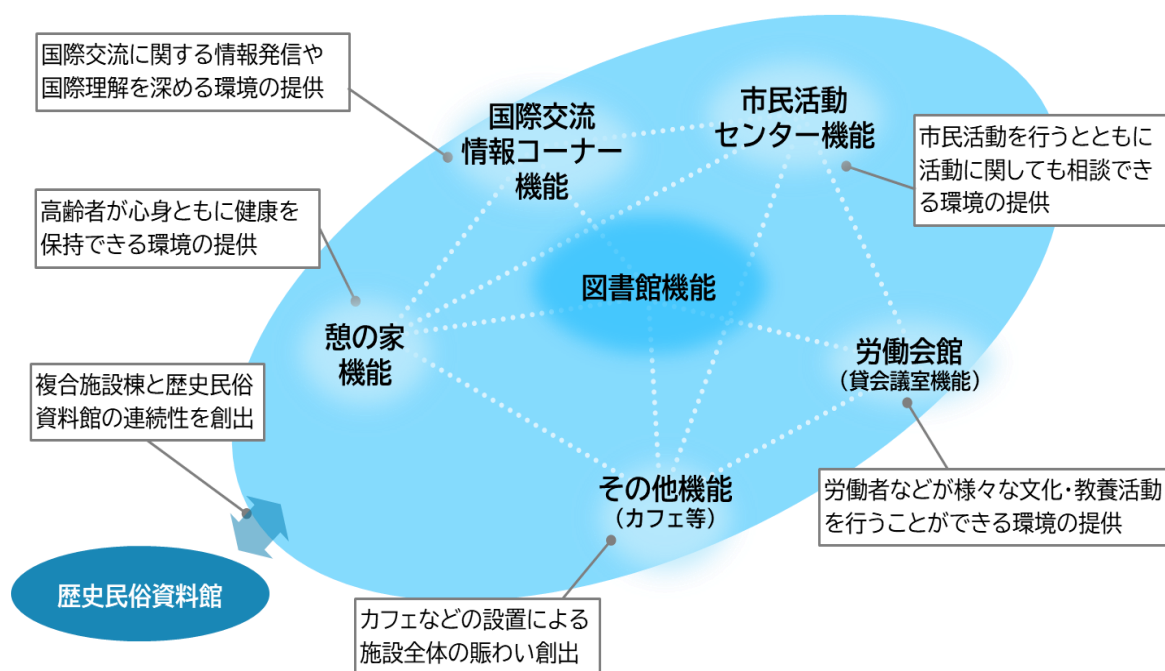 国際交流に関する情報発信や
国際理解を深める環境の提供
国際交流
情報コーナー
機能
市民活動
センター機能
市民活動を行うとともに
活動に関しても相談でき
る環境の提供
高齢者が心身ともに健康を
保持できる環境の提供
図書館機能
憩の家
機能
労働会館
（貸会議室機能）
複合施設棟と歴史民俗
資料館の連続性を創出
その他機能
（カフェ等）
労働者などが様々な文化・教養活動
を行うことができる環境の提供
歴史民俗資料館
カフェなどの設置による
施設全体の賑わい創出